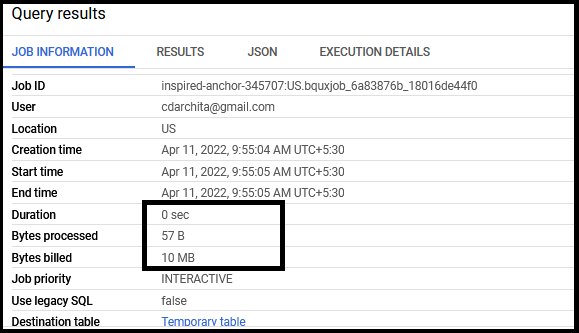 Query results
JOB INFORMATION RESULTS JSON EXECUTION DETAILS
Job ID inspired-anchor-345707:US.bquxjob_6a83876b_18016de44f0
User cdarchita@gmail.com
Location US
Creation time Apr 11, 2022, 9:55:04 AM UTC+5:30
Start time Apr 11, 2022, 9:55:05 AM UTC+5:30
End time Apr 11, 2022, 9:55:05 AM UTC+5:30
Duration 0 sec
Bytes processed 57 B
Bytes billed 10 MB
Job priority INTERACTIVE
Use legacy SQL false
Destination table Temporary table